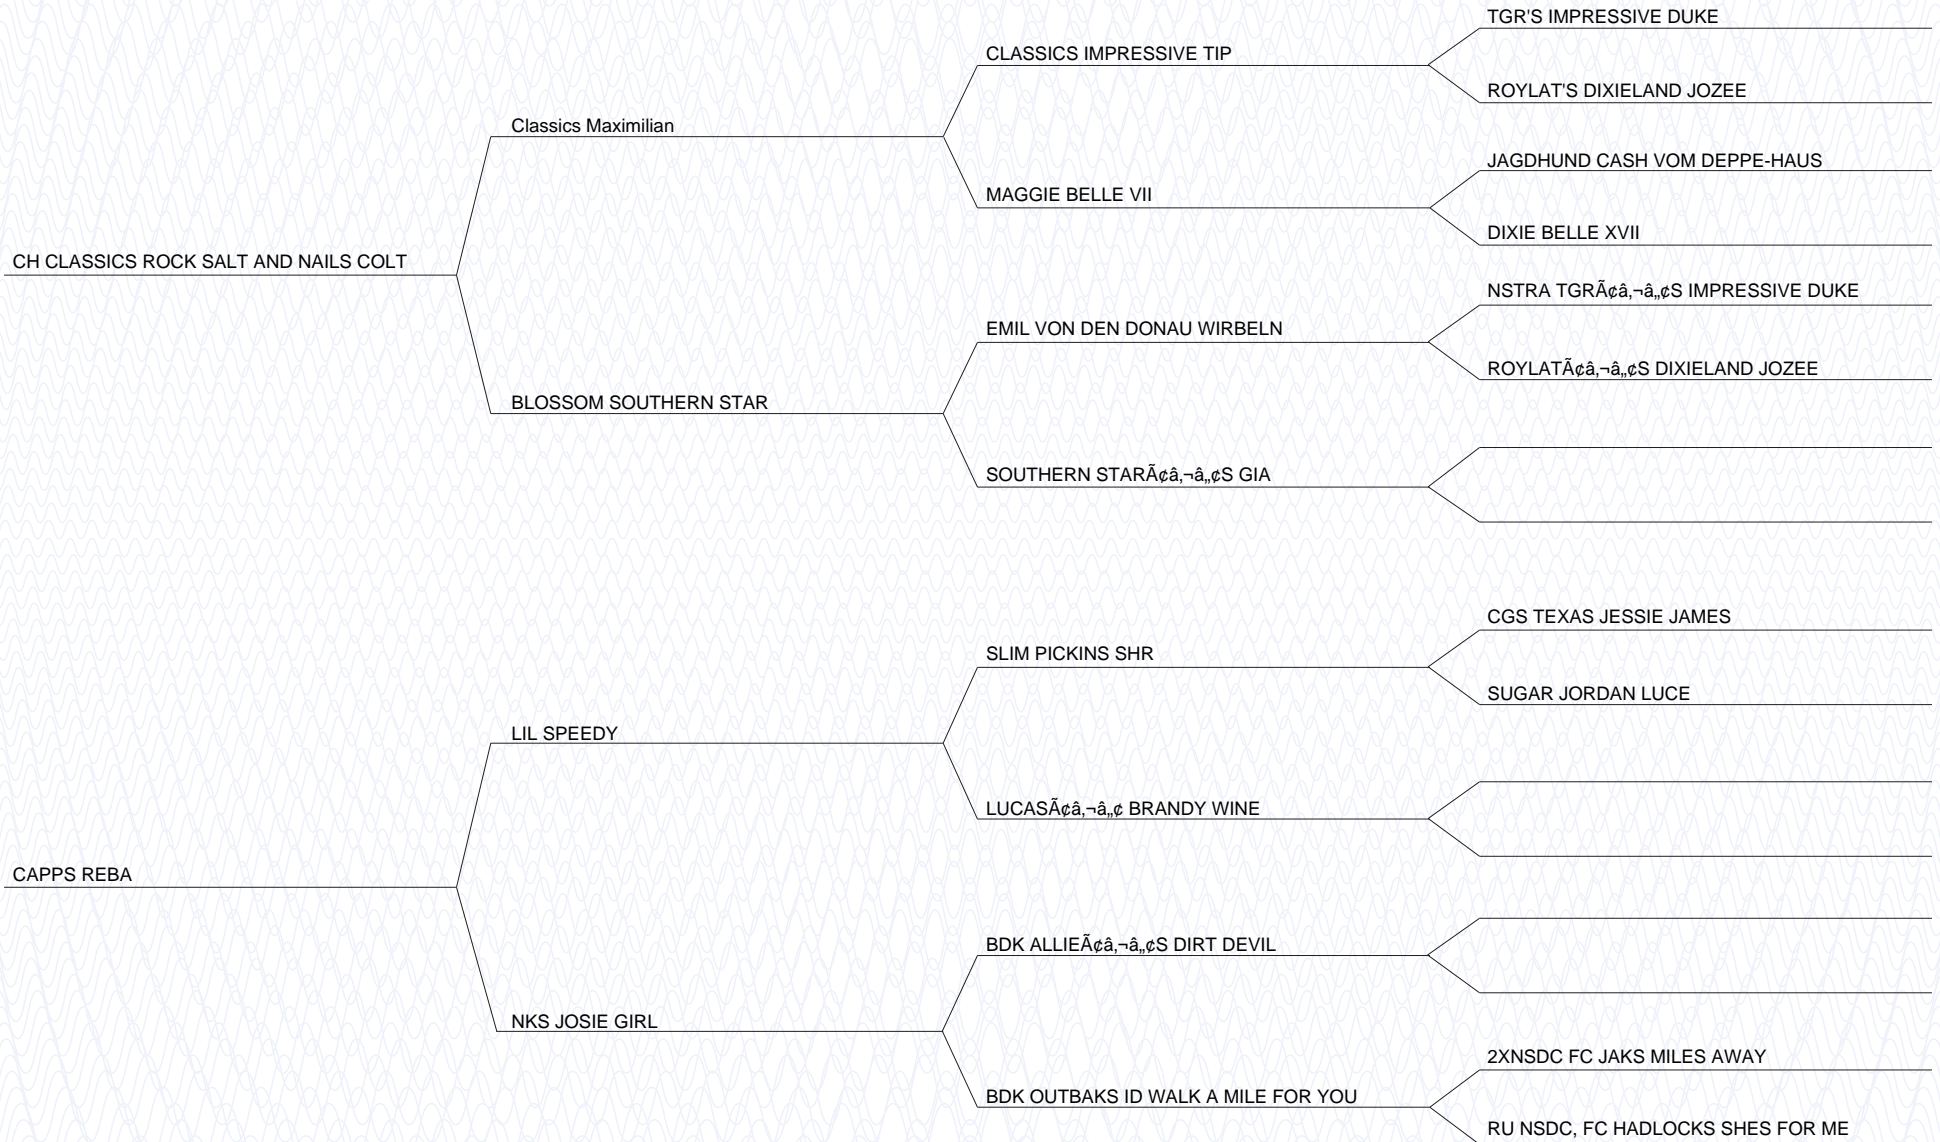 TGR'S IMPRESSIVE DUKE
CLASSICS IMPRESSIVE TIP
ROYLAT'S DIXIELAND JOZEE
Classics Maximilian
JAGDHUND CASH VOM DEPPE-HAUS
MAGGIE BELLE VII
DIXIE BELLE XVII
CH CLASSICS ROCK SALT AND NAILS COLT
NSTRA TGRÃ¢â‚¬â„¢S IMPRESSIVE DUKE
EMIL VON DEN DONAU WIRBELN
ROYLATÃ¢â‚¬â„¢S DIXIELAND JOZEE
BLOSSOM SOUTHERN STAR
SOUTHERN STARÃ¢â‚¬â„¢S GIA
CGS TEXAS JESSIE JAMES
SLIM PICKINS SHR
SUGAR JORDAN LUCE
LIL SPEEDY
LUCASÃ¢â‚¬â„¢ BRANDY WINE
CAPPS REBA
BDK ALLIEÃ¢â‚¬â„¢S DIRT DEVIL
NKS JOSIE GIRL
2XNSDC FC JAKS MILES AWAY
BDK OUTBAKS ID WALK A MILE FOR YOU
RU NSDC, FC HADLOCKS SHES FOR ME